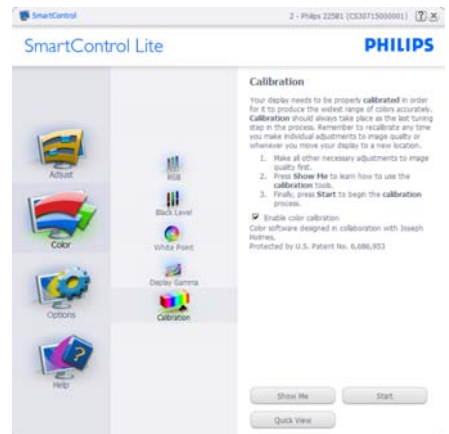 SmartControl
2 - Philips 225B1 (CS30715000001)
SmartControl Lite
PHILIPS
Adjust
Color
Options
Help
RGB
Black Level
White Point
Display Gamma
Calibration
Calibration
Your display needs to be properly calibrated in order
for it to produce the widest range of colors accurately.
Calibration should always take place as the last tuning
step in the process. Remember to recalibrate any time
you make individual adjustments to image quality or
whenever you move your display to a new location.
1. Make all other necessary adjustments to image
quality first.
2. Press Show Me to learn how to use the
calibration tools.
3. Finally, press Start to begin the calibration
process.
Enable color calibration
Color software designed in collaboration with Joseph
Holmes.
Protected by U.S. Patent No. 6,686,953
Show Me
Start
Quick View